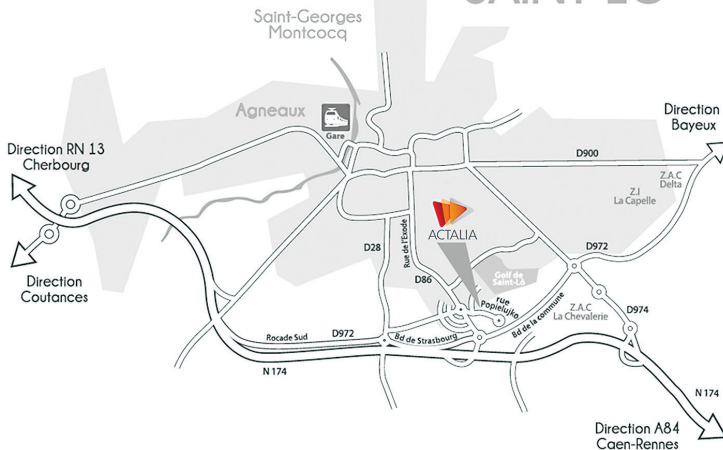 SAINT-LÔ
Saint-Georges
Montcocq
Agneaux
Gare
Direction
Bayeux
Direction RN 13
Cherbourg
D900
Z.A.C
Delta
Z.I
La Capelle
ACTALIA
Rue de l'Exode
D28
D972
Direction
Coutances
D86
Golf de
Saint-Lô
rue
Popielujko
Z.A.C
La Chevalerie
D974
Bd de la commune
Rocade Sud
D972
Bd de Strasbourg
N 174
N 174
Direction A84
Caen-Rennes